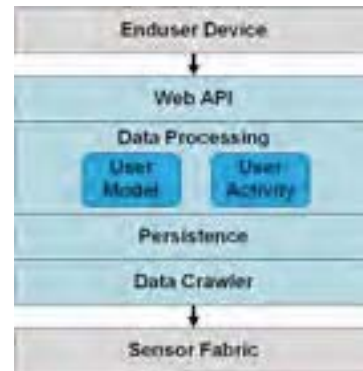 Enduser Device
Web API
Data Processing
User User
Model Activity
Persistence
Data Crawler
Sensor Fabric